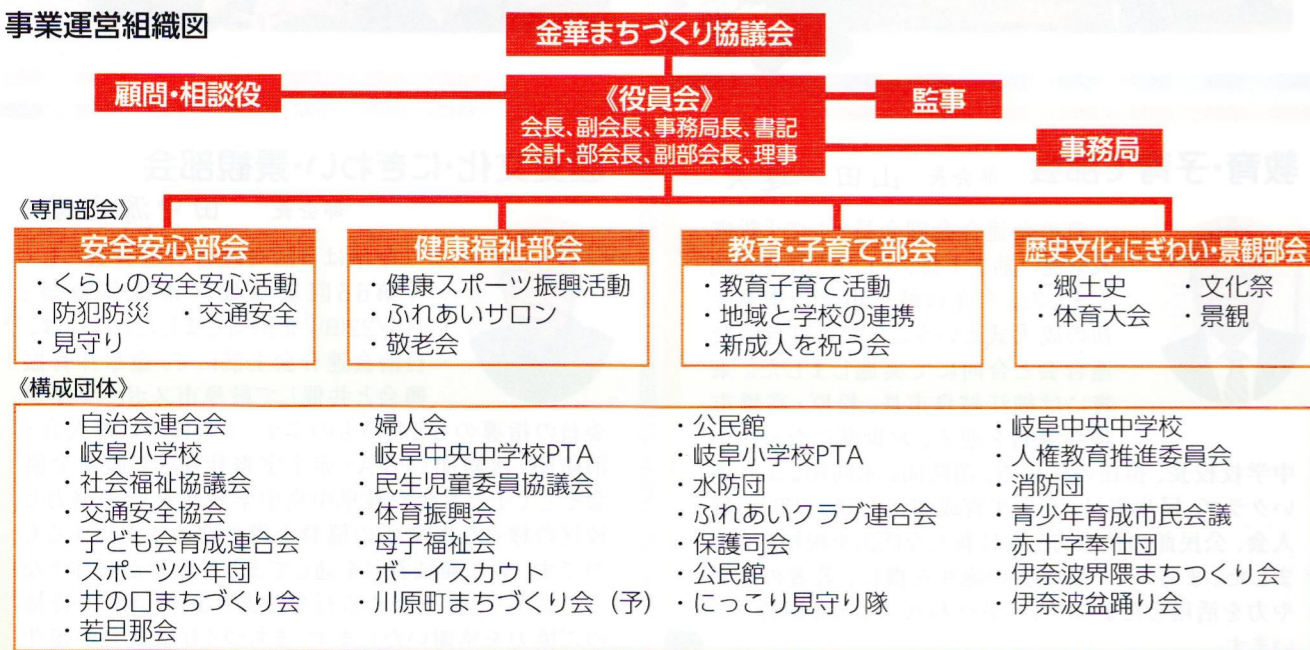 事業運営組織図
金華まちづくり協議会
顧問・相談役
《役員会》
会長、副会長、事務局長、書記
会計、部会長、副部会長、理事
監事
事務局
《専門部会》
安全安心部会
・くらしの安全安心活動
・防犯防災 ・交通安全
・見守り
健康福祉部会
・健康スポーツ振興活動
・ふれあいサロン
・敬老会
教育・子育て部会
・教育子育て活動
・地域と学校の連携
・新成人を祝う会
歴史文化・にぎわい・景観部会
・郷土史 ・文化祭
・体育大会 ・景観
《構成団体》
・自治会連合会 ・婦人会 ・公民館 ・岐阜中央中学校
・岐阜小学校 ・岐阜中央中学校PTA ・岐阜小学校PTA ・人権教育推進委員会
・社会福祉協議会 ・民生児童委員協議会 ・水防団 ・消防団
・交通安全協会 ・体育振興会 ・ふれあいクラブ連合会 ・青少年育成市民会議
・子ども会育成連合会 ・母子福祉会 ・保護司会 ・赤十字奉仕団
・スポーツ少年団 ・ボーイスカウト ・公民館 ・伊奈波界隈まちつくり会
・井の口まちづくり会 ・川原町まちづくり会（予） ・にっこり見守り隊 ・伊奈波盆踊り会
・若旦那会